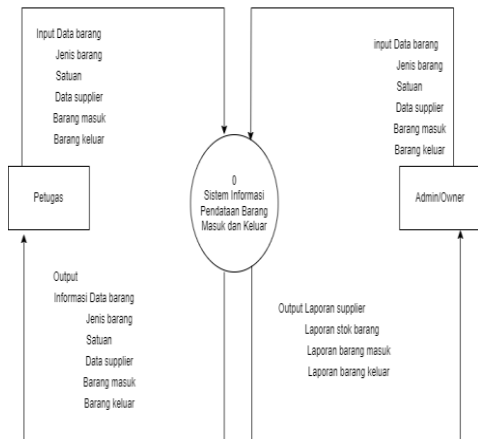 Input Data barang
Jenis barang
Satuan
Data supplier
Barang masuk
Barang keluar
input Data barang
Jenis barang
Satuan
Data supplier
Barang masuk
Barang keluar
Petugas
0
Sistem Informasi
Pendataan Barang
Masuk dan Keluar
Admin/Owner
Output
Informasi Data barang
Jenis barang
Satuan
Data supplier
Barang masuk
Barang keluar
Output Laporan supplier
Laporan stok barang
Laporan barang masuk
Laporan barang keluar